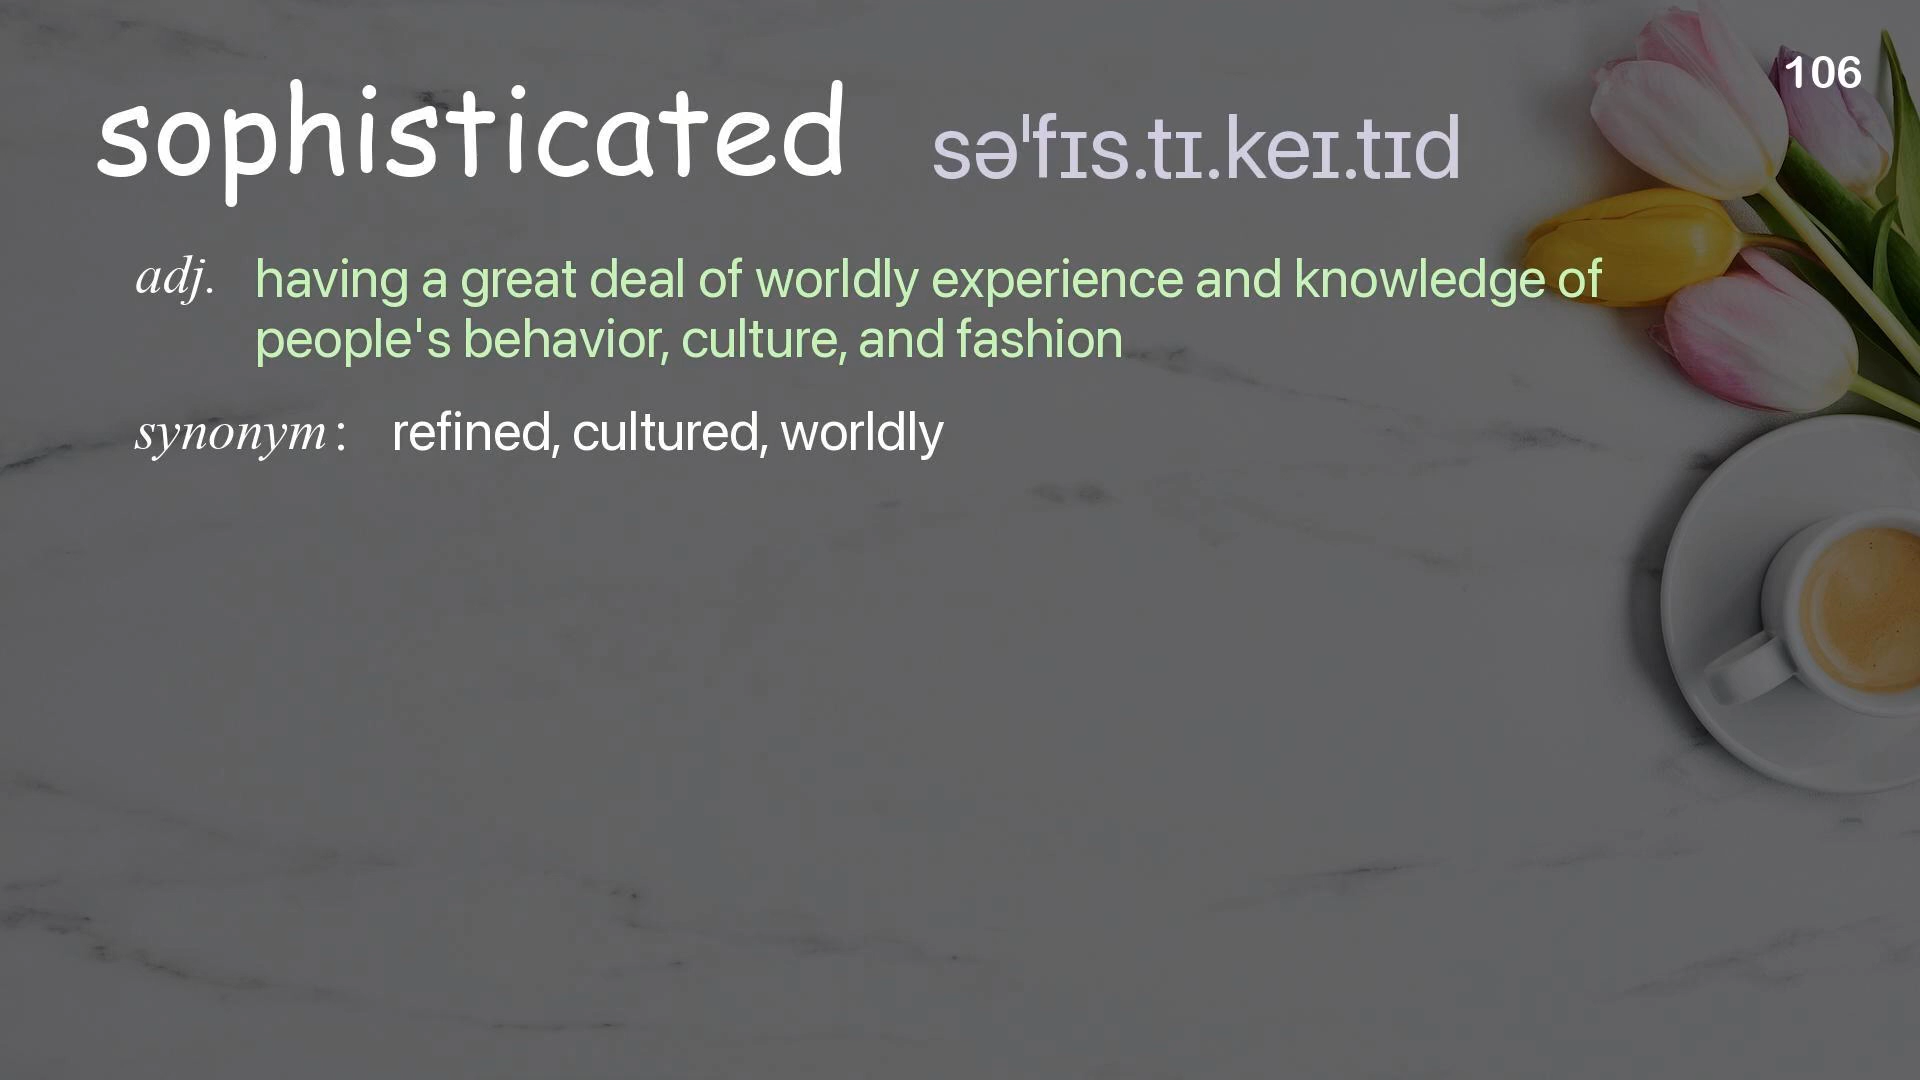 106
sophisticated səˈfɪs.tɪ.keɪ.tɪd
adj. having a great deal of worldly experience and knowledge of
people's behavior, culture, and fashion
synonym: refined, cultured, worldly